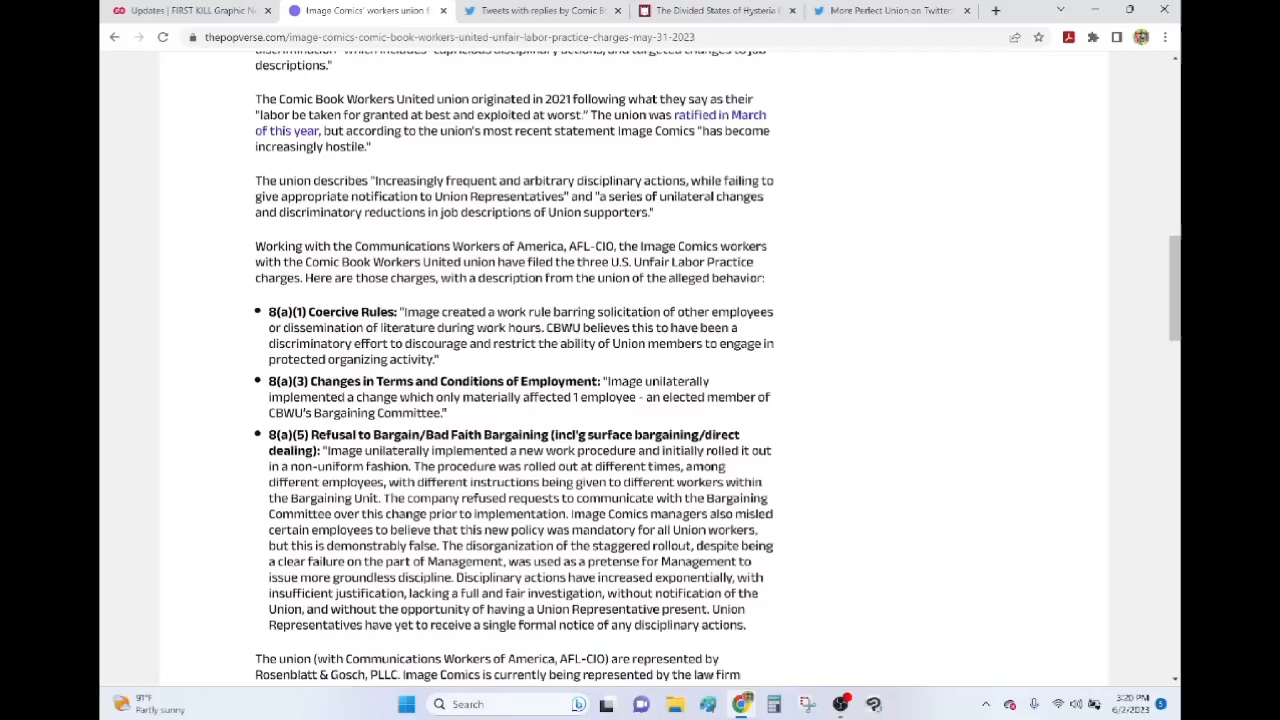 Updates | FIRST KILL Graphic N
Image Comics' workers union f
Tweets with replies by Comic B
The Divided States of Hysteria
More Perfect Union on Twitter:
thepopverse.com/image-comics-comic-book-workers-united-unfair-labor-practice-charges-may-31-2023
discrimination" which includes "capricious disciplinary actions, and targeted changes to job
descriptions."
The Comic Book Workers United union originated in 2021 following what they say as their
"labor be taken for granted at best and exploited at worst." The union was ratified in March
of this year, but according to the union's most recent statement Image Comics "has become
increasingly hostile."
The union describes "Increasingly frequent and arbitrary disciplinary actions, while failing to
give appropriate notification to Union Representatives" and "a series of unilateral changes
and discriminatory reductions in job descriptions of Union supporters."
Working with the Communications Workers of America, AFL-CIO, the Image Comics workers
with the Comic Book Workers United union have filed the three U.S. Unfair Labor Practice
charges. Here are those charges, with a description from the union of the alleged behavior:
• 8(a)(1) Coercive Rules: "Image created a work rule barring solicitation of other employees
or dissemination of literature during work hours. CBWU believes this to have been a
discriminatory effort to discourage and restrict the ability of Union members to engage in
protected organizing activity."
• 8(a)(3) Changes in Terms and Conditions of Employment: "Image unilaterally
implemented a change which only materially affected 1 employee - an elected member of
CBWU's Bargaining Committee."
• 8(a)(5) Refusal to Bargain/Bad Faith Bargaining (incl'g surface bargaining/direct
dealing): "Image unilaterally implemented a new work procedure and initially rolled it out
in a non-uniform fashion. The procedure was rolled out at different times, among
different employees, with different instructions being given to different workers within
the Bargaining Unit. The company refused requests to communicate with the Bargaining
Committee over this change prior to implementation. Image Comics managers also misled
certain employees to believe that this new policy was mandatory for all Union workers,
but this is demonstrably false. The disorganization of the staggered rollout, despite being
a clear failure on the part of Management, was used as a pretense for Management to
issue more groundless discipline. Disciplinary actions have increased exponentially, with
insufficient justification, lacking a full and fair investigation, without notification of the
Union, and without the opportunity of having a Union Representative present. Union
Representatives have yet to receive a single formal notice of any disciplinary actions.
The union (with Communications Workers of America, AFL-CIO) are represented by
Rosenblatt & Gosch, PLLC. Image Comics is currently being represented by the law firm
91°F
Partly sunny
Search
3:20 PM
6/2/2023
5